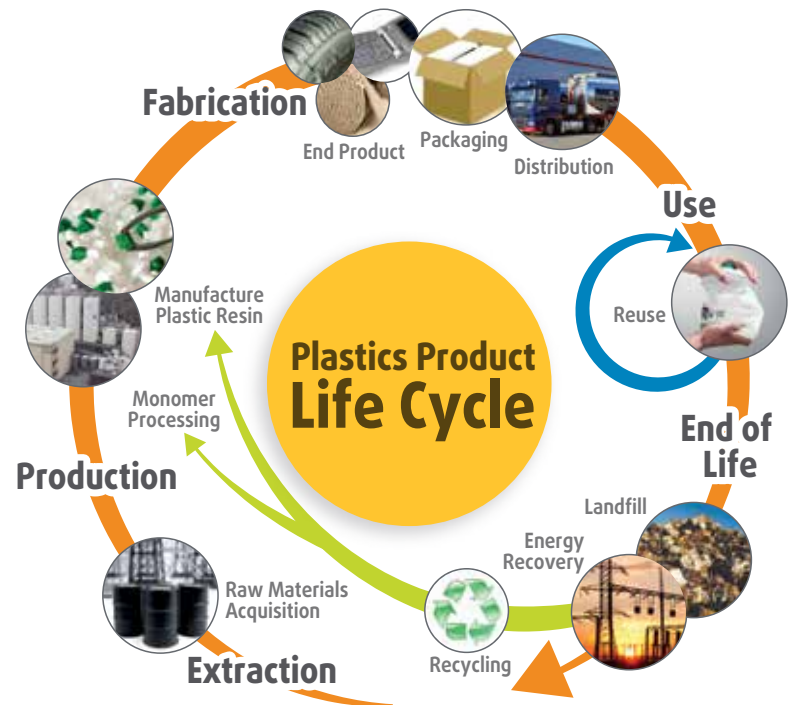 Fabrication
End Product
Packaging
Distribution
Use
Reuse
Manufacture
Plastic Resin
Plastics Product
Life Cycle
Monomer
Processing
End of
Life
Production
Landfill
Energy
Recovery
Raw Materials
Acquisition
Recycling
Extraction